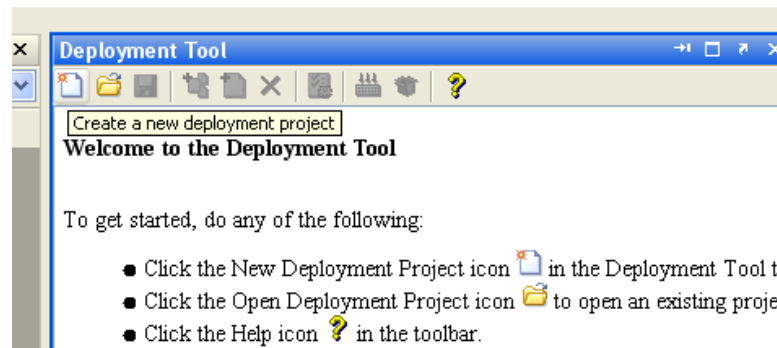 Deployment Tool
Create a new deployment project
Welcome to the Deployment Tool
To get started, do any of the following:
Click the New Deployment Project icon in the Deployment Tool t
Click the Open Deployment Project icon to open an existing proje
Click the Help icon in the toolbar.